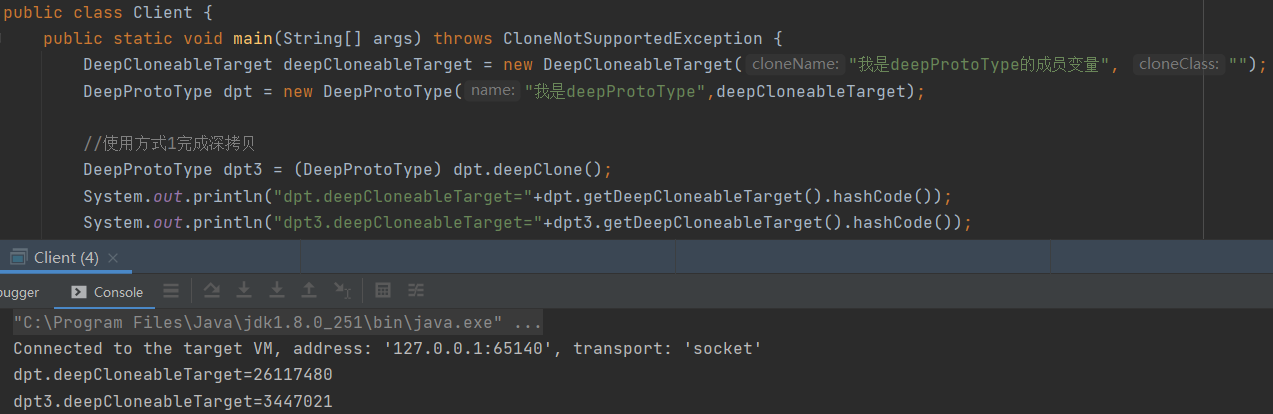 public class Client {
public static void main(String[] args) throws CloneNotSupportedException {
DeepCloneableTarget deepCloneableTarget = new DeepCloneableTarget( cloneName: "我是deepProtoType的成员变量", cloneClass: "");
DeepProtoType dpt = new DeepProtoType( name: "我是deepProtoType",deepCloneableTarget);
//使用方式1完成深拷贝
DeepProtoType dpt3 = (DeepProtoType) dpt.deepClone();
System.out.println("dpt.deepCloneableTarget="+dpt.getDeepCloneableTarget().hashCode());
System.out.println("dpt3.deepCloneableTarget="+dpt3.getDeepCloneableTarget().hashCode());
Client (4)
bugger Console
"C:\Program Files\Java\jdk1.8.0_251\bin\java.exe" ...
Connected to the target VM, address: '127.0.0.1:65140', transport: 'socket'
dpt.deepCloneableTarget=26117480
dpt3.deepCloneableTarget=3447021